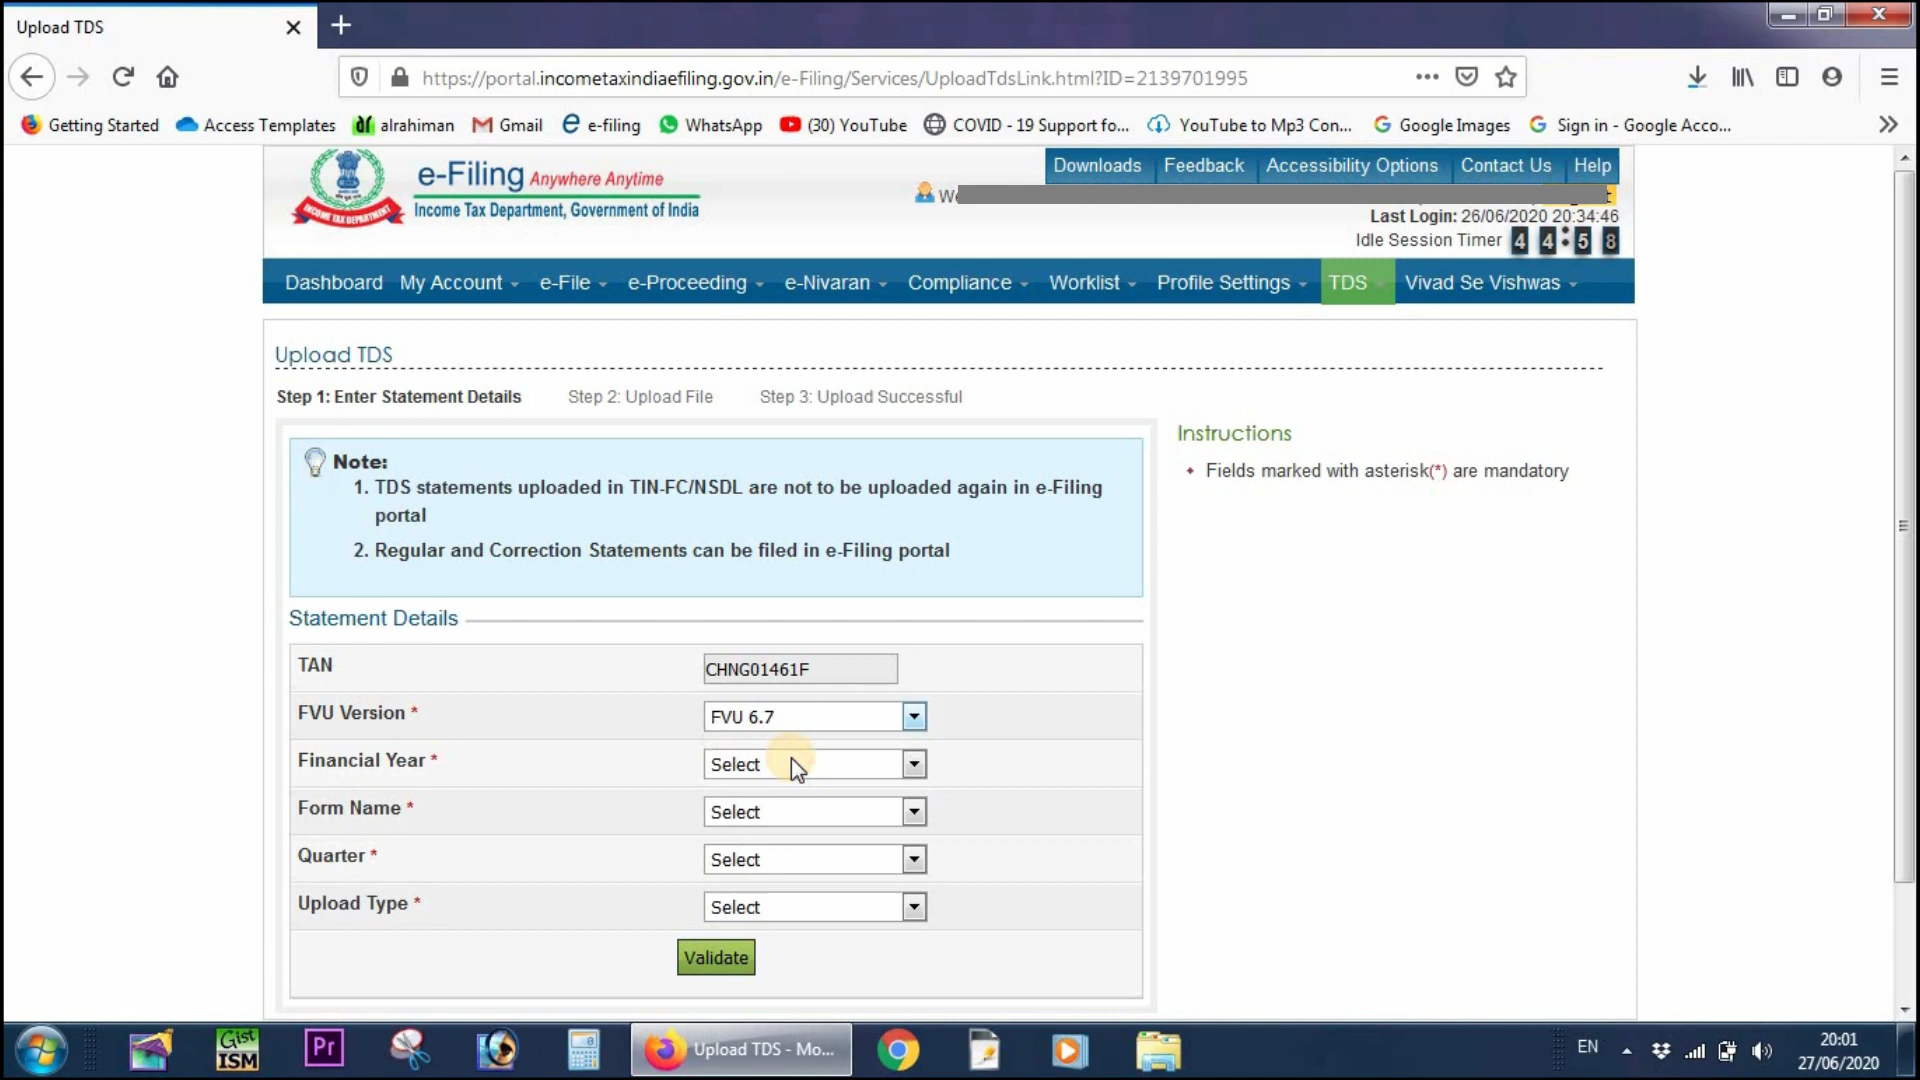 Upload TDS
https://portal.incometaxindiaefiling.gov.in/e-Filing/Services/UploadTdsLink.html?ID=2139701995
Getting Started Access Templates alrahiman Gmail e-filing WhatsApp (30) YouTube COVID - 19 Support fo... YouTube to Mp3 Con... Google Images Sign in - Google Acco...
Downloads Feedback Accessibility Options Contact Us Help
e-Filing Anywhere Anytime
Income Tax Department, Government of India
INCOME TAX DEPARTMENT
Last Login: 26/06/2020 20:34:46
Idle Session Timer 44:58
Dashboard My Account e-File e-Proceeding e-Nivaran Compliance Worklist Profile Settings TDS Vivad Se Vishwas
Upload TDS
Step 1: Enter Statement Details Step 2: Upload File Step 3: Upload Successful
Note:
1. TDS statements uploaded in TIN-FC/NSDL are not to be uploaded again in e-Filing
portal
2. Regular and Correction Statements can be filed in e-Filing portal
Instructions
Fields marked with asterisk(*) are mandatory
Statement Details
TAN CHNG01461F
FVU Version * FVU 6.7
Financial Year * Select
Form Name * Select
Quarter * Select
Upload Type * Select
Validate
Gist
ISM
Pr
Upload TDS - Mo...
EN
20:01
27/06/2020